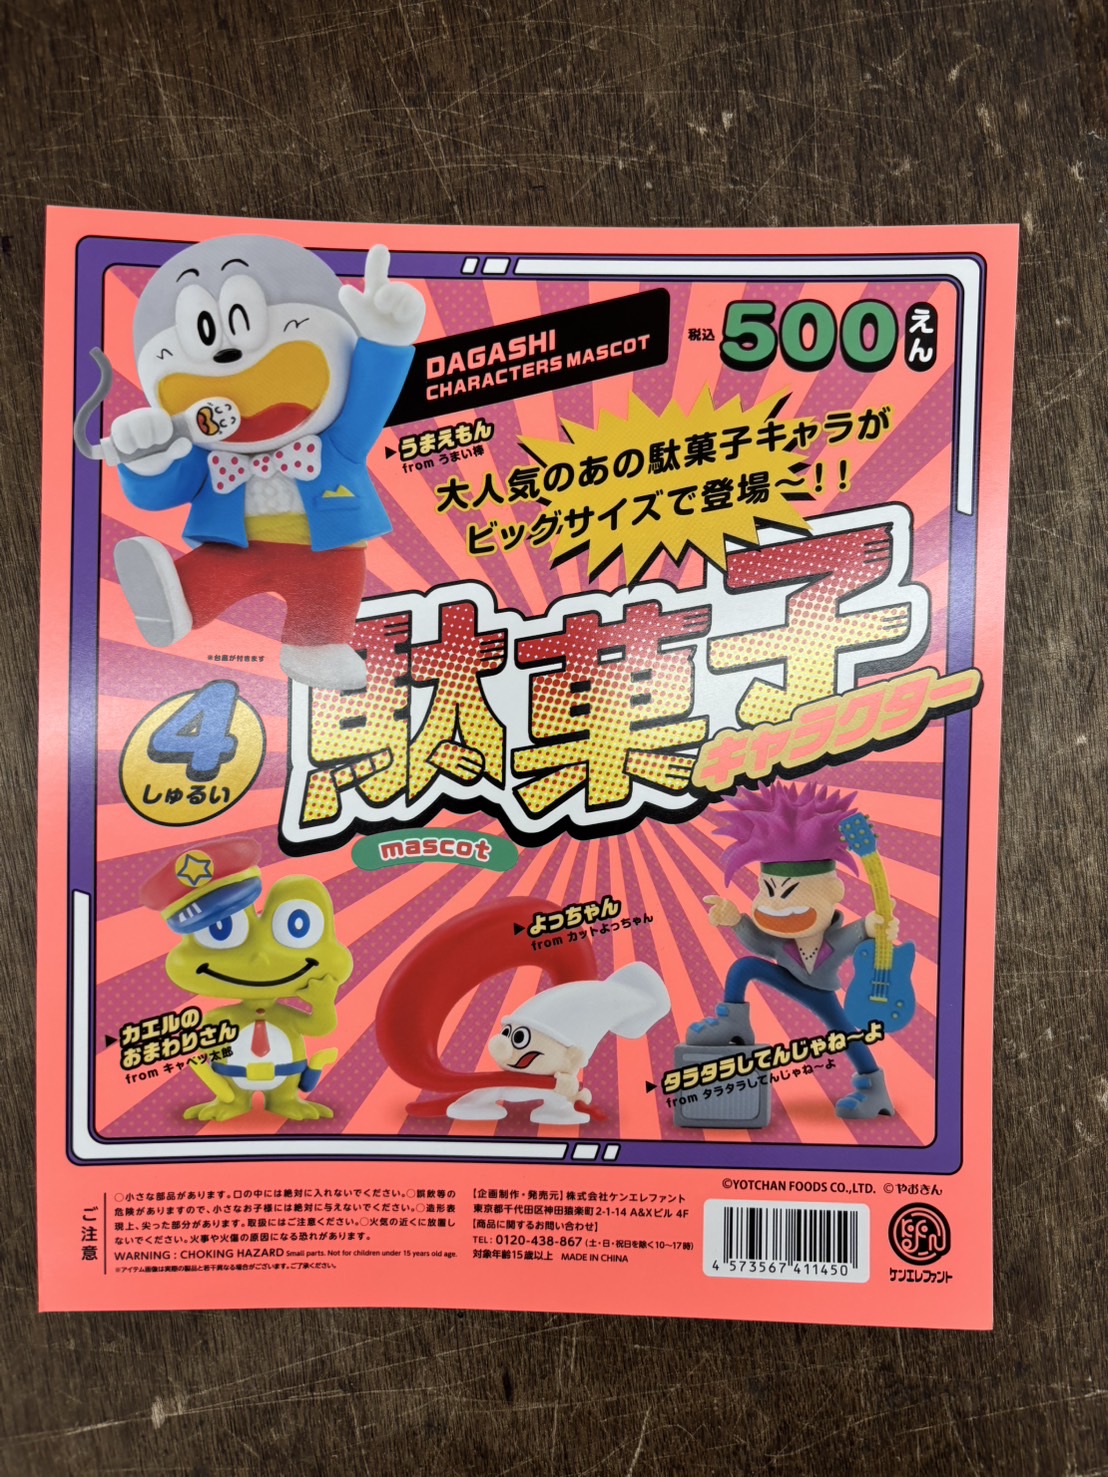 DAGASHI
CHARACTERS MASCOT
税込500えん
▶うまえもん
from うまい棒
大人気のあの駄菓子キャラが
ビッグサイズで登場〜!!
駄菓子
キャラクター
mascot
※台座が付きます
4
しゅるい
▶よっちゃん
from カットよっちゃん
▶カエルの
おまわりさん
from キャベツ太郎
▶タラタラしてんじゃね〜よ
from タラタラしてんじゃね〜よ
©YOTCHAN FOODS CO.,LTD. ©やおきん
ご注意
○小さな部品があります。口の中には絶対に入れないでください。○誤飲等の
危険がありますので、小さなお子様には絶対に与えないでください。○造形表
現上、尖った部分があります。取扱にはご注意ください。○火気の近くに放置し
ないでください。火事や火傷の原因になる恐れがあります。
WARNING : CHOKING HAZARD Small parts. Not for children under 15 years old age.
※アイテム画像は実際の製品と若干異なる場合がございます。ご了承ください。
【企画制作・発売元】株式会社ケンエレファント
東京都千代田区神田猿楽町2-1-14 A&Xビル 4F
【商品に関するお問い合わせ】
TEL : 0120-438-867 (土・日・祝日を除く10〜17時)
対象年齢15歳以上 MADE IN CHINA
4 573567 411450
ケンエレファント